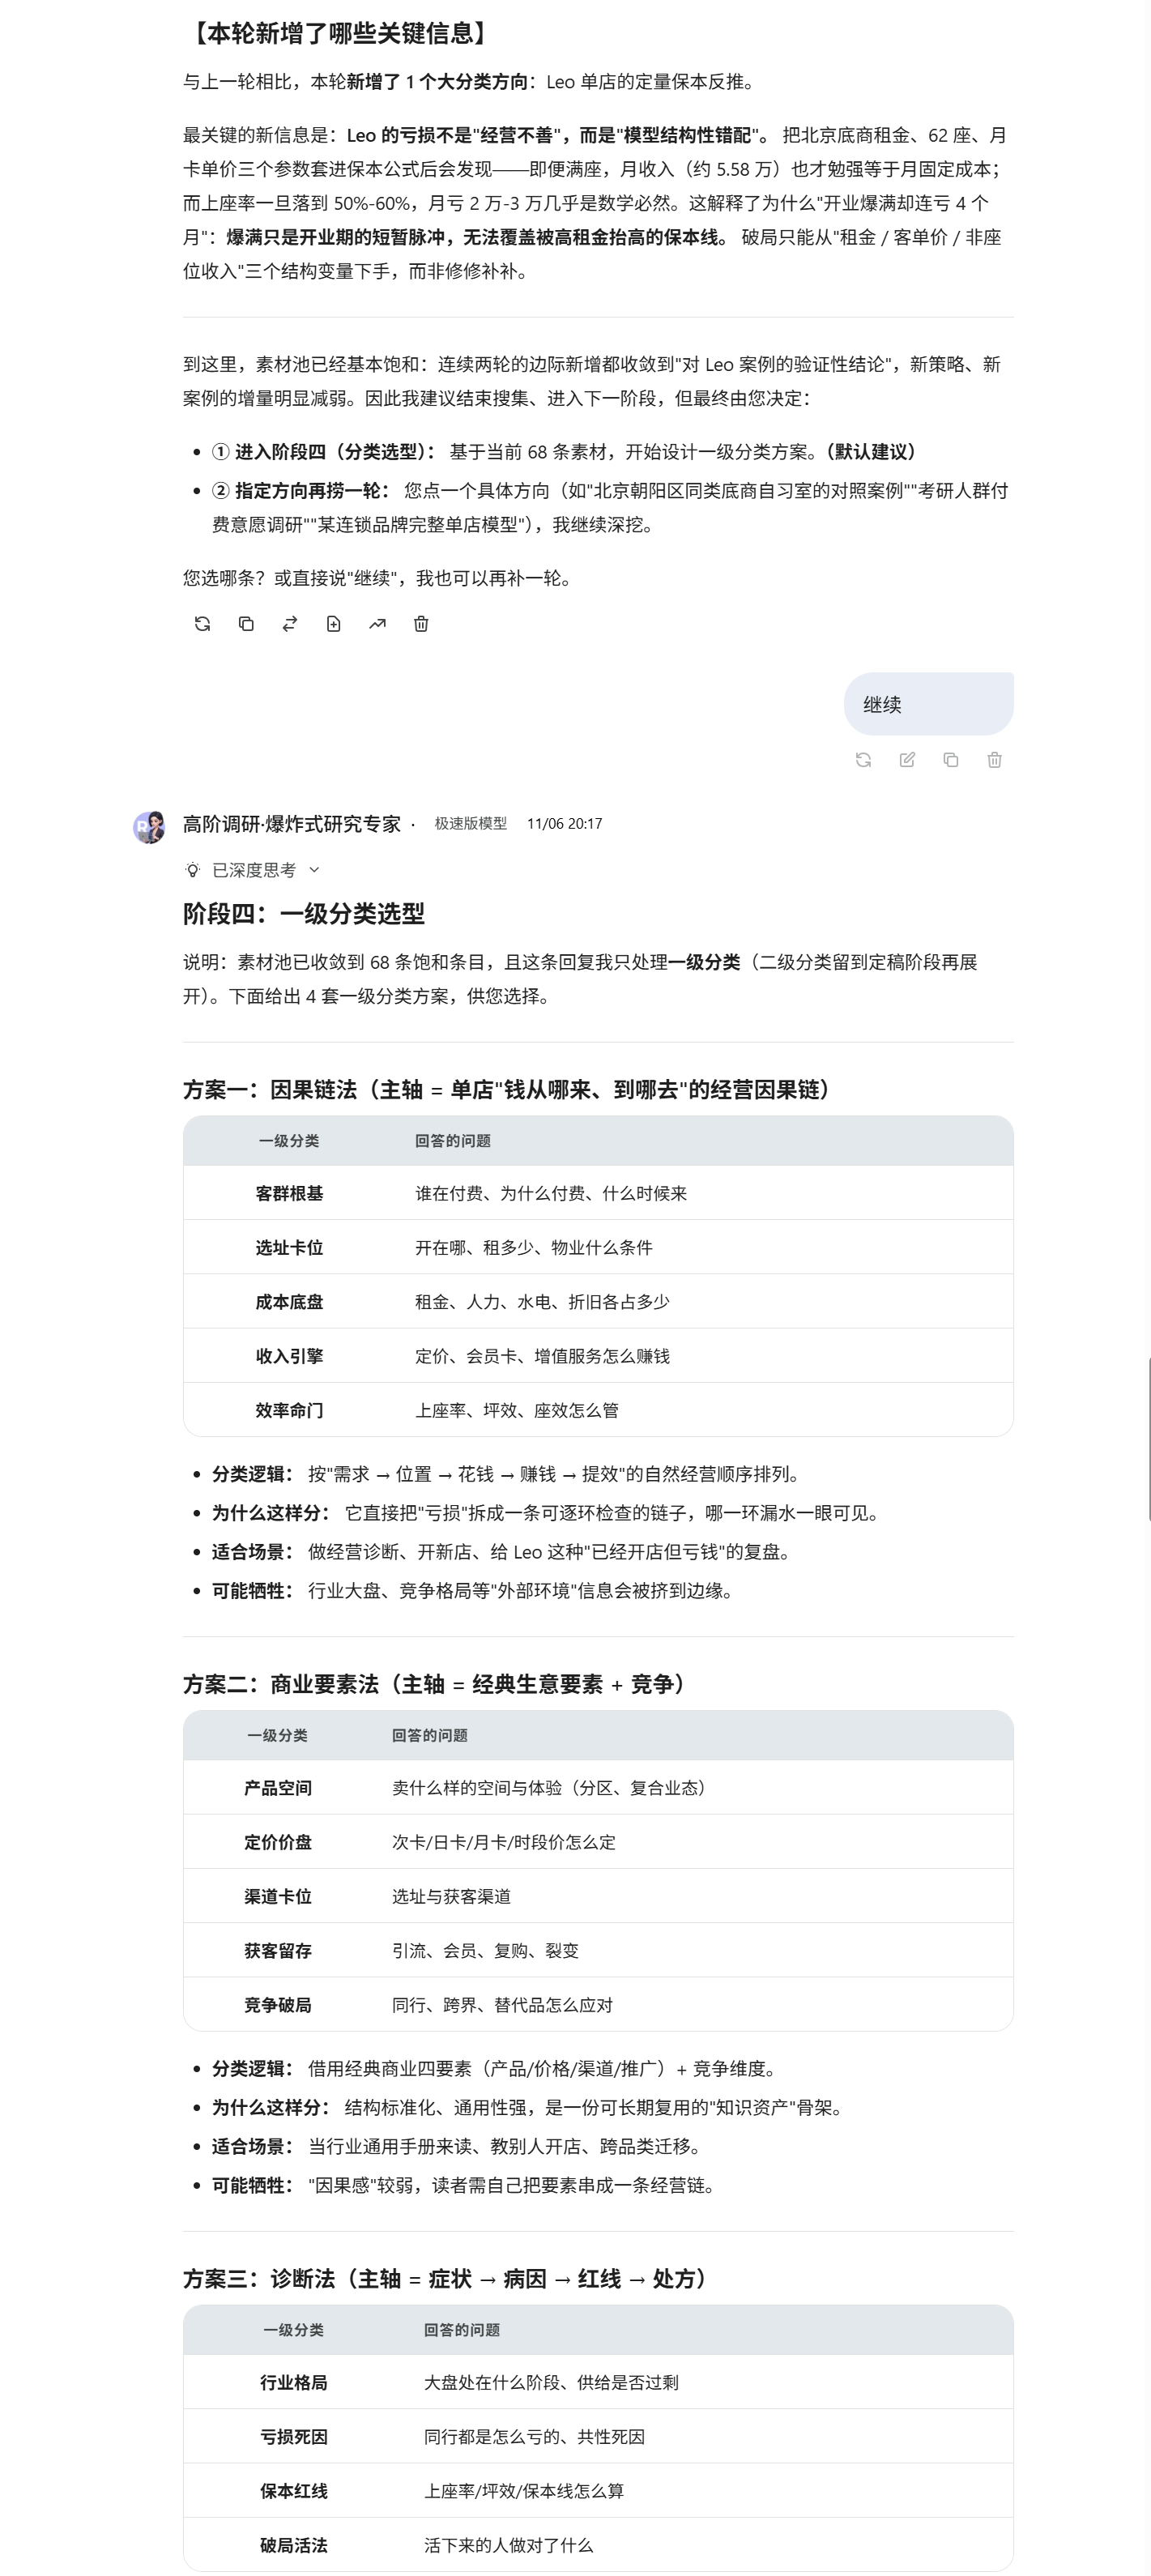 【本轮新增了哪些关键信息】
与上一轮相比，本轮新增了 1 个大分类方向：Leo 单店的定量保本反推。
最关键的新信息是：Leo 的亏损不是"经营不善"，而是"模型结构性错配"。 把北京底商租金、62 座、月
卡单价三个参数套进保本公式后会发现——即便满座，月收入（约 5.58 万）也才勉强等于月固定成本；
而上座率一旦落到 50%-60%，月亏 2 万-3 万几乎是数学必然。这解释了为什么"开业爆满却连亏 4 个
月"：爆满只是开业期的短暂脉冲，无法覆盖被高租金抬高的保本线。 破局只能从"租金 / 客单价 / 非座
位收入"三个结构变量下手，而非修修补补。
到这里，素材池已经基本饱和：连续两轮的边际新增都收敛到"对 Leo 案例的验证性结论"，新策略、新
案例的增量明显减弱。因此我建议结束搜集、进入下一阶段，但最终由您决定：
• ① 进入阶段四（分类选型）： 基于当前 68 条素材，开始设计一级分类方案。（默认建议）
• ② 指定方向再捞一轮： 您点一个具体方向（如"北京朝阳区同类底商自习室的对照案例""考研人群付
费意愿调研""某连锁品牌完整单店模型"），我继续深挖。
您选哪条？或直接说"继续"，我也可以再补一轮。
继续
高阶调研·爆炸式研究专家 · 极速版模型 11/06 20:17
已深度思考
阶段四：一级分类选型
说明：素材池已收敛到 68 条饱和条目，且这条回复我只处理一级分类（二级分类留到定稿阶段再展
开）。下面给出 4 套一级分类方案，供您选择。
方案一：因果链法（主轴 = 单店"钱从哪来、到哪去"的经营因果链）
一级分类 回答的问题
客群根基 谁在付费、为什么付费、什么时候来
选址卡位 开在哪、租多少、物业什么条件
成本底盘 租金、人力、水电、折旧各占多少
收入引擎 定价、会员卡、增值服务怎么赚钱
效率命门 上座率、坪效、座效怎么管
• 分类逻辑： 按"需求 → 位置 → 花钱 → 赚钱 → 提效"的自然经营顺序排列。
• 为什么这样分： 它直接把"亏损"拆成一条可逐环检查的链子，哪一环漏水一眼可见。
• 适合场景： 做经营诊断、开新店、给 Leo 这种"已经开店但亏钱"的复盘。
• 可能牺牲： 行业大盘、竞争格局等"外部环境"信息会被挤到边缘。
方案二：商业要素法（主轴 = 经典生意要素 + 竞争）
一级分类 回答的问题
产品空间 卖什么样的空间与体验（分区、复合业态）
定价价盘 次卡/日卡/月卡/时段价怎么定
渠道卡位 选址与获客渠道
获客留存 引流、会员、复购、裂变
竞争破局 同行、跨界、替代品怎么应对
• 分类逻辑： 借用经典商业四要素（产品/价格/渠道/推广）+ 竞争维度。
• 为什么这样分： 结构标准化、通用性强，是一份可长期复用的"知识资产"骨架。
• 适合场景： 当行业通用手册来读、教别人开店、跨品类迁移。
• 可能牺牲： "因果感"较弱，读者需自己把要素串成一条经营链。
方案三：诊断法（主轴 = 症状 → 病因 → 红线 → 处方）
一级分类 回答的问题
行业格局 大盘处在什么阶段、供给是否过剩
亏损死因 同行都是怎么亏的、共性死因
保本红线 上座率/坪效/保本线怎么算
破局活法 活下来的人做对了什么